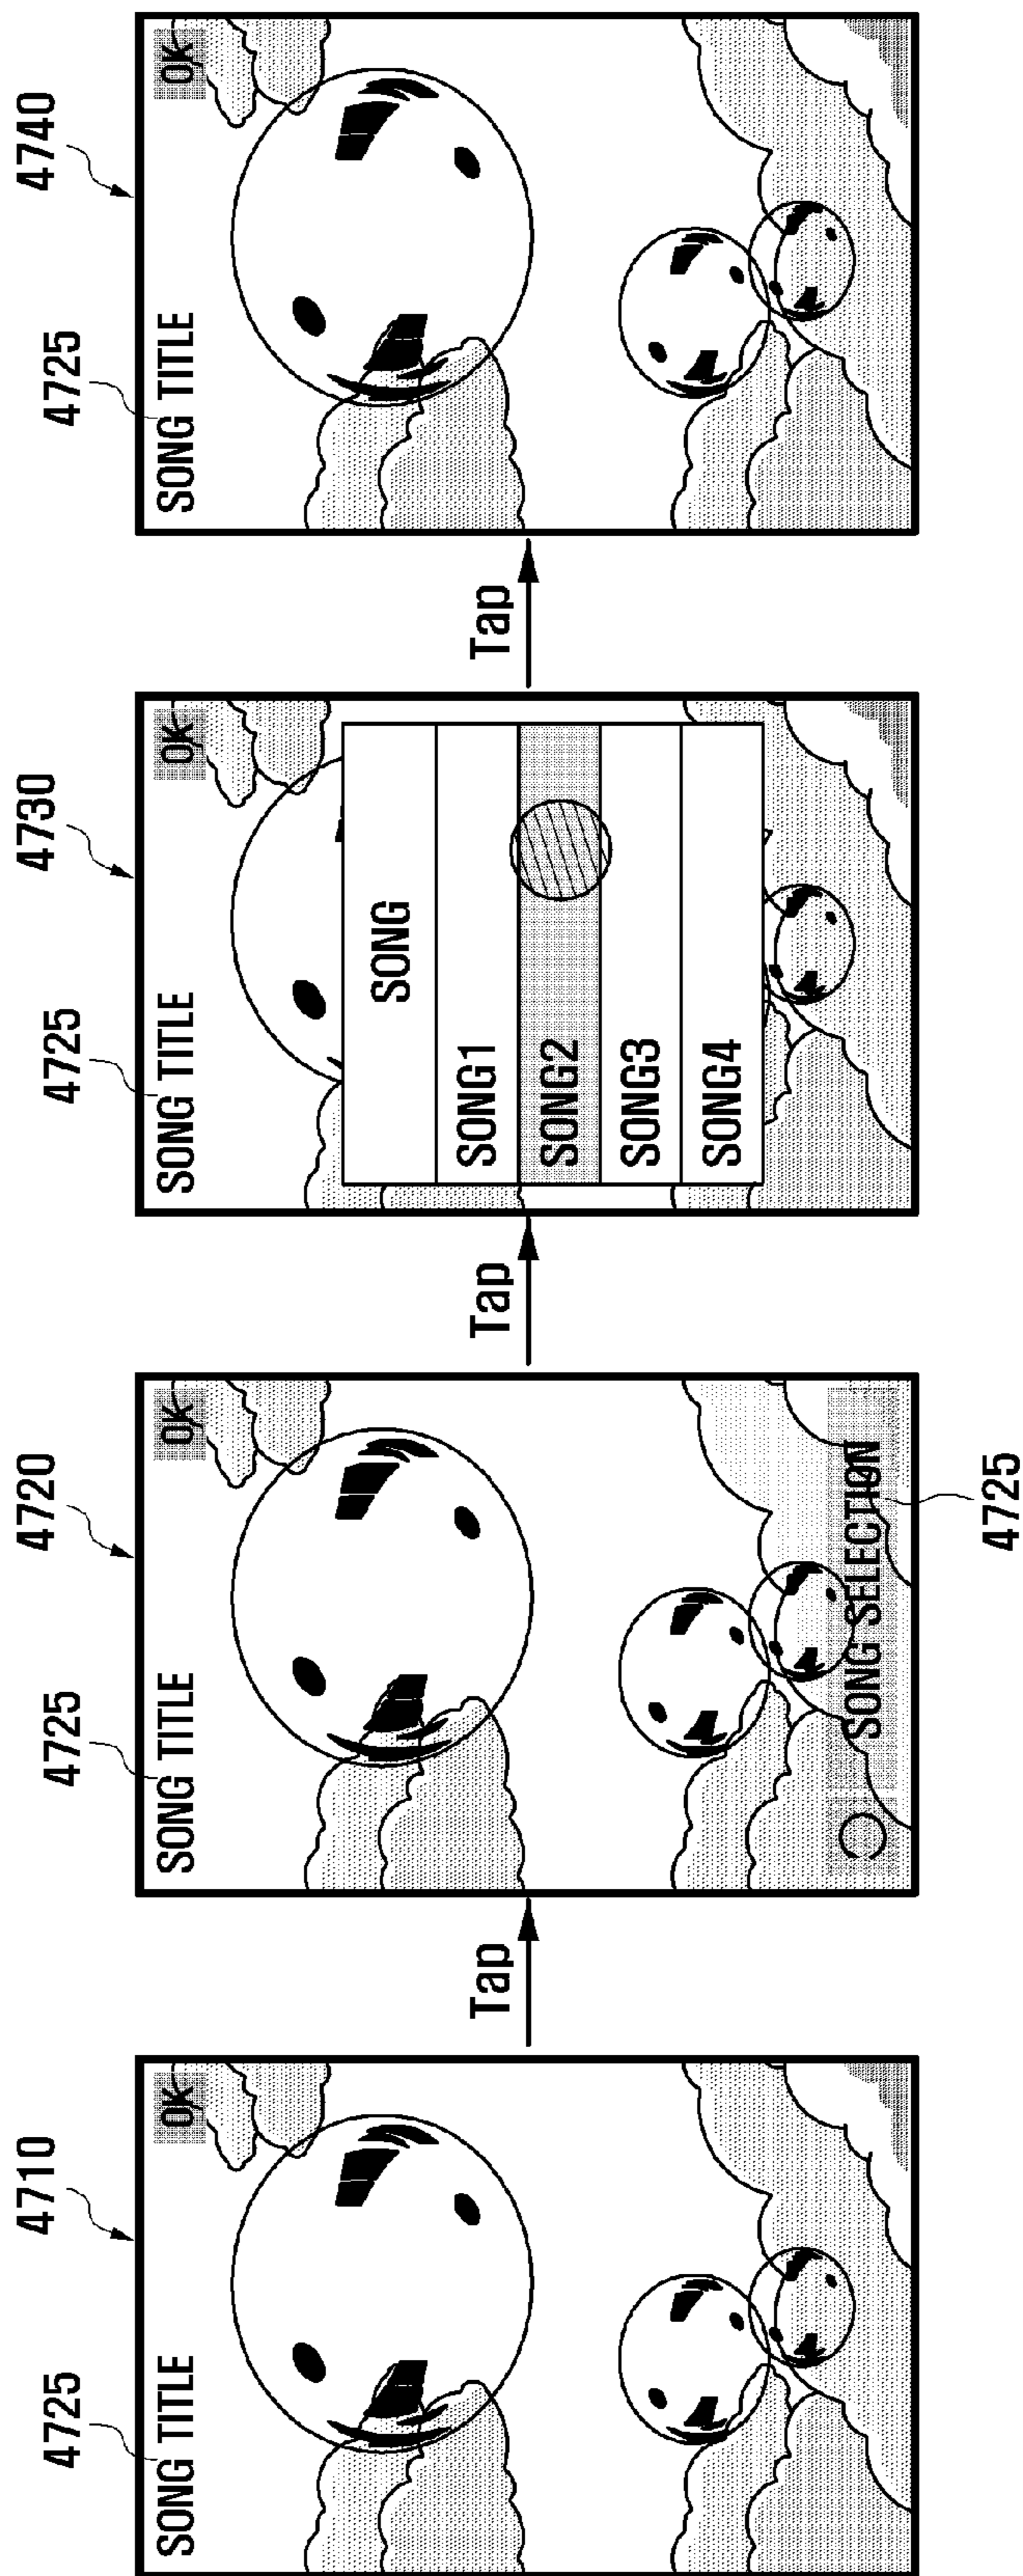 4710
4725
SONG TITLE
OK
Tap
4720
4725
SONG TITLE
OK
SONG SELECTION
4725
Tap
4730
4725
SONG TITLE
OK
SONG
SONG1
SONG2
SONG3
SONG4
Tap
4740
4725
SONG TITLE
OK